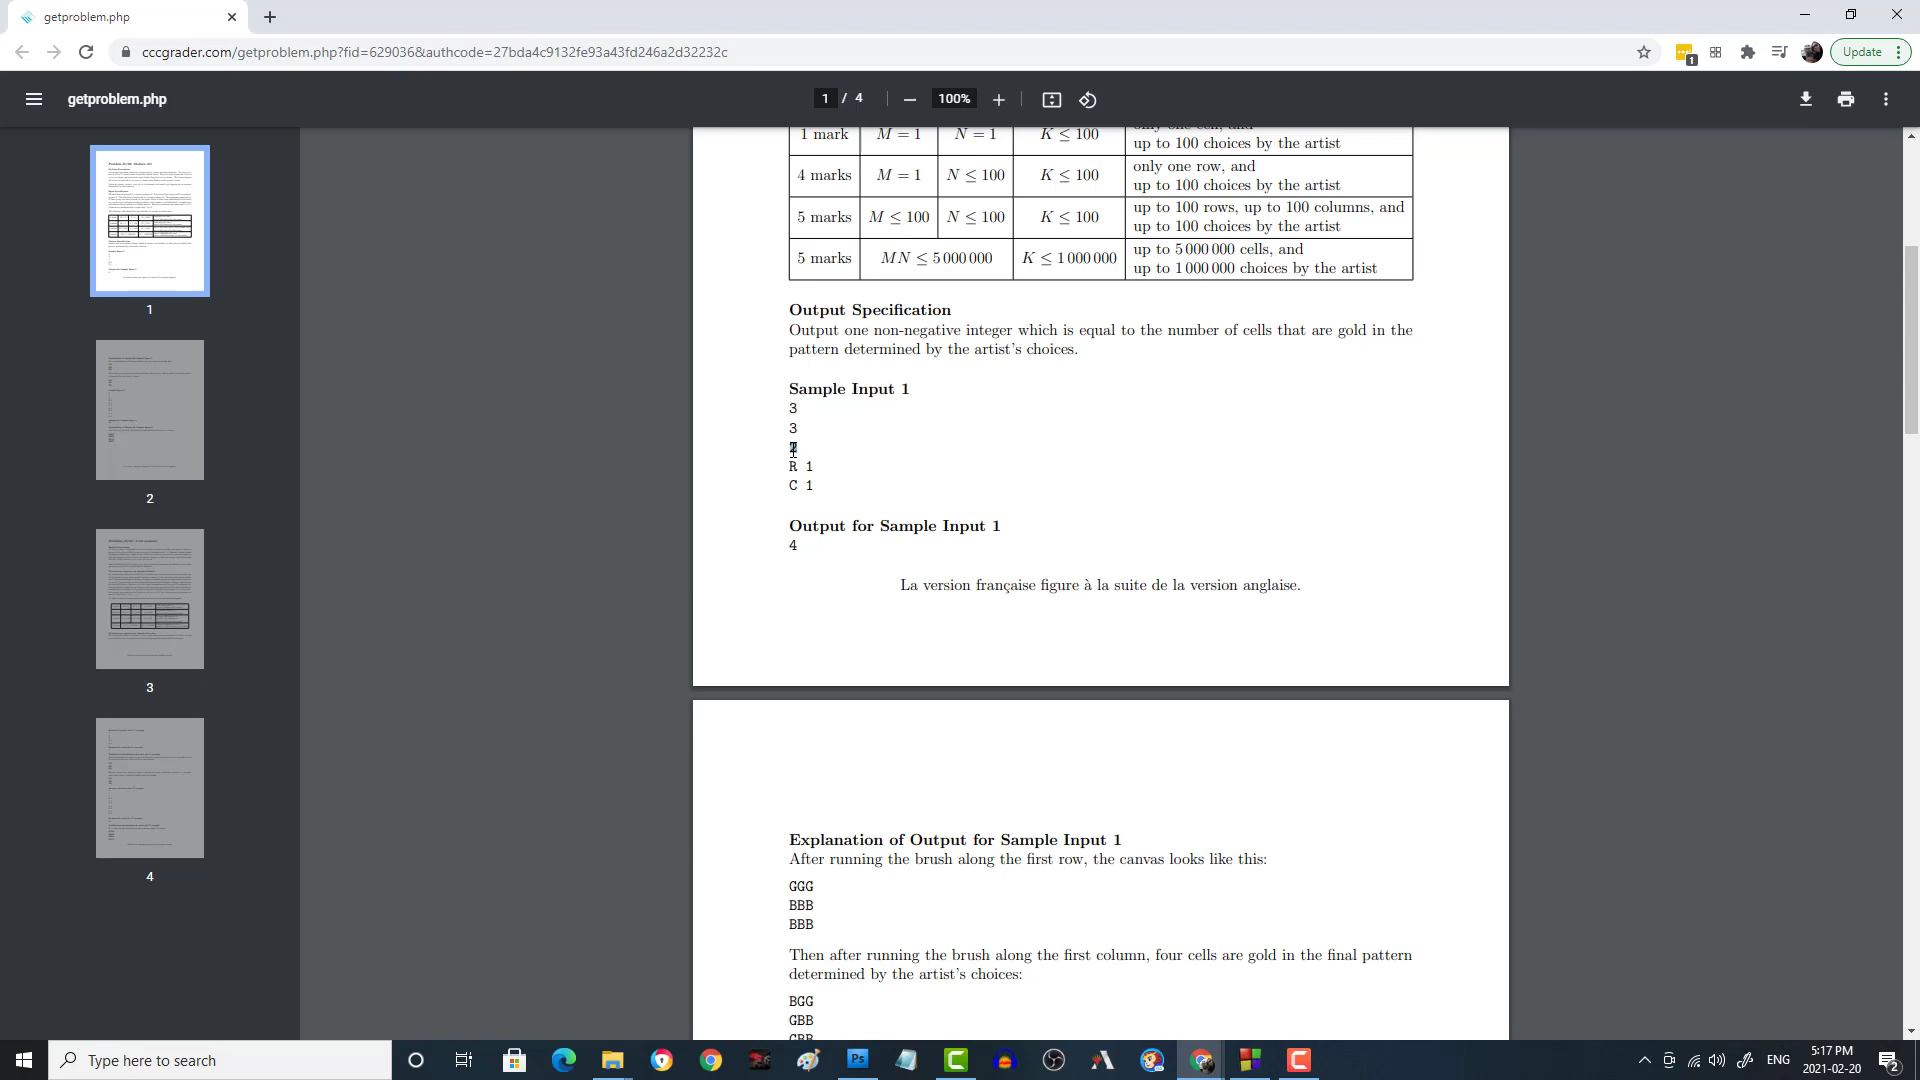 getproblem.php
cccgrader.com/getproblem.php?fid=629036&authcode=27bda4c9132fe93a43fd246a2d32232c
1
Update
getproblem.php
1 / 4
100%
1
2
3
4
1 mark M = 1 N = 1 K ≤ 100 only one cell, and
up to 100 choices by the artist
4 marks M = 1 N ≤ 100 K ≤ 100 only one row, and
up to 100 choices by the artist
5 marks M ≤ 100 N ≤ 100 K ≤ 100 up to 100 rows, up to 100 columns, and
up to 100 choices by the artist
5 marks MN ≤ 5 000 000 K ≤ 1 000 000 up to 5 000 000 cells, and
up to 1 000 000 choices by the artist
Output Specification
Output one non-negative integer which is equal to the number of cells that are gold in the
pattern determined by the artist's choices.
Sample Input 1
3
3
2
R 1
C 1
Output for Sample Input 1
4
La version française figure à la suite de la version anglaise.
Explanation of Output for Sample Input 1
After running the brush along the first row, the canvas looks like this:
GGG
BBB
BBB
Then after running the brush along the first column, four cells are gold in the final pattern
determined by the artist's choices:
BGG
GBB
GBB
Type here to search
Ps
ENG
5:17 PM
2021-02-20
2